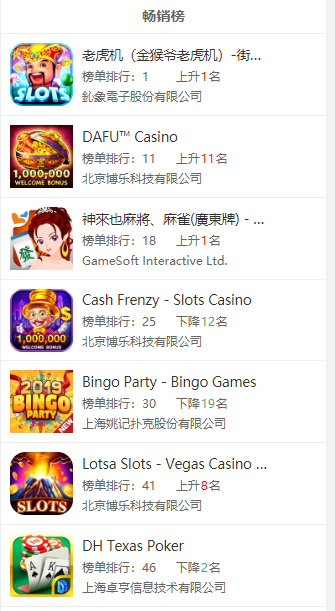 畅销榜
老虎机（金猴爷老虎机）-街...
榜单排行：1 上升1名
鈊象電子股份有限公司
SLOTS
DAFU™ Casino
榜单排行：11 上升11名
北京博乐科技有限公司
1,000,000
WELCOME BONUS
神來也麻將、麻雀(廣東牌) - ...
榜单排行：18 上升1名
GameSoft Interactive Ltd.
發
Cash Frenzy - Slots Casino
榜单排行：25 下降12名
北京博乐科技有限公司
1,000,000
WELCOME BONUS
Bingo Party - Bingo Games
榜单排行：30 下降19名
上海姚记扑克股份有限公司
2019
BINGO
PARTY
NEW
Lotsa Slots - Vegas Casino ...
榜单排行：41 上升8名
北京博乐科技有限公司
SLOTS
DH Texas Poker
榜单排行：46 下降2名
上海卓亨信息技术有限公司
A
A